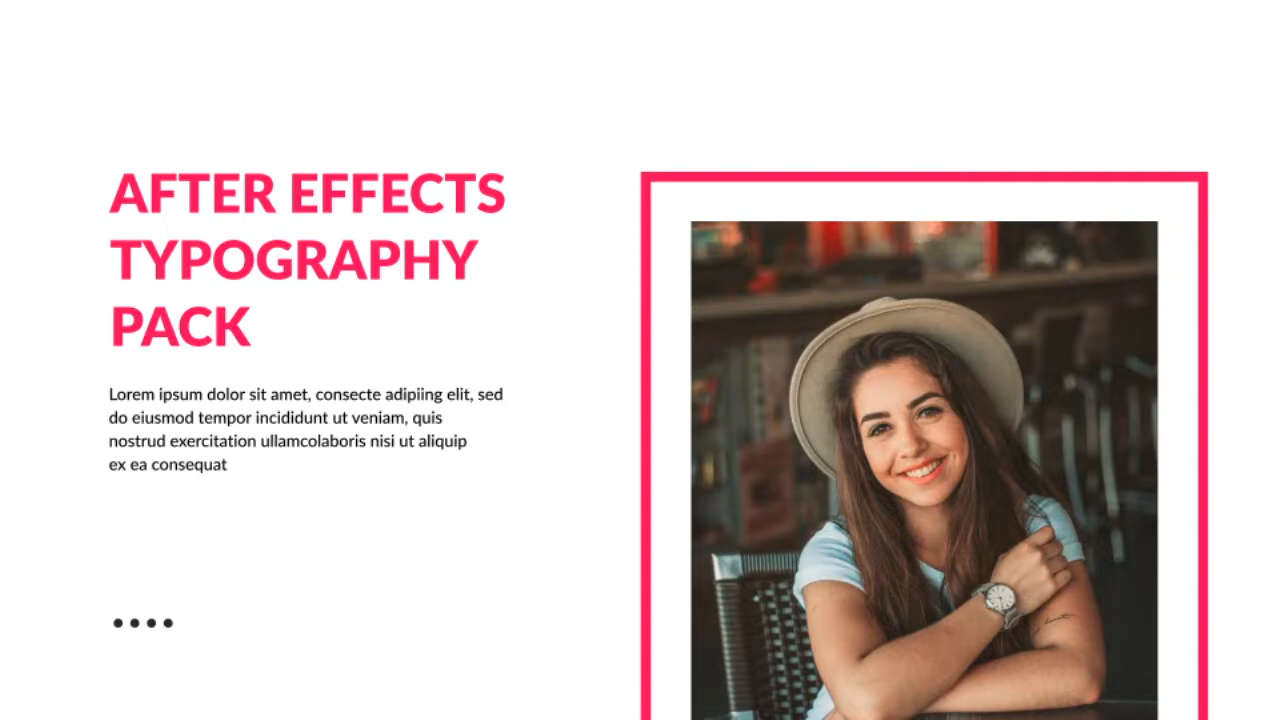 AFTER EFFECTS
TYPOGRAPHY
PACK
Lorem ipsum dolor sit amet, consecte adipiing elit, sed
do eiusmod tempor incididunt ut veniam, quis
nostrud exercitation ullamcolaboris nisi ut aliquip
ex ea consequat